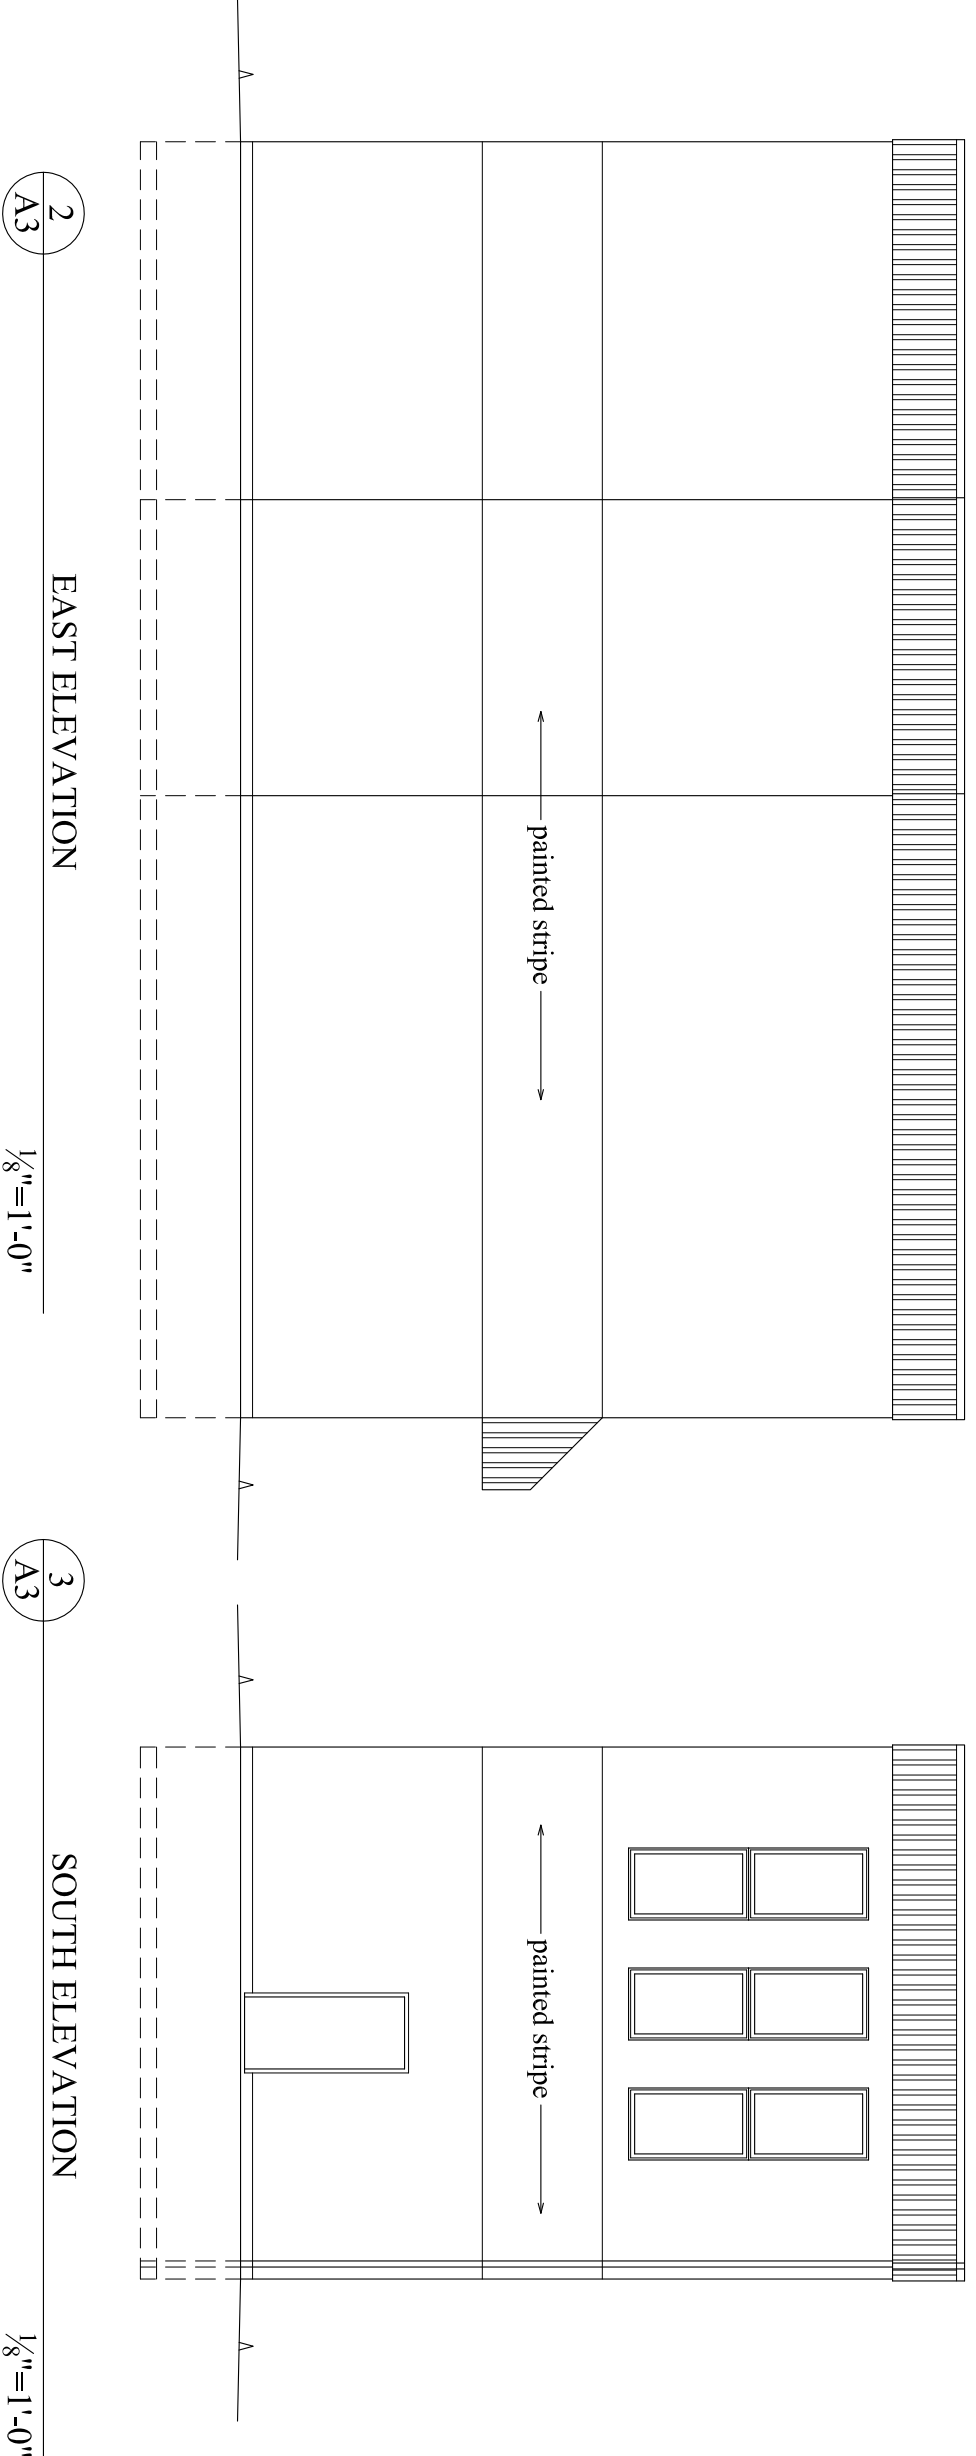 painted stripe
2
A3
EAST ELEVATION
⅛"=1'-0"
painted stripe
3
A3
SOUTH ELEVATION
⅛"=1'-0"